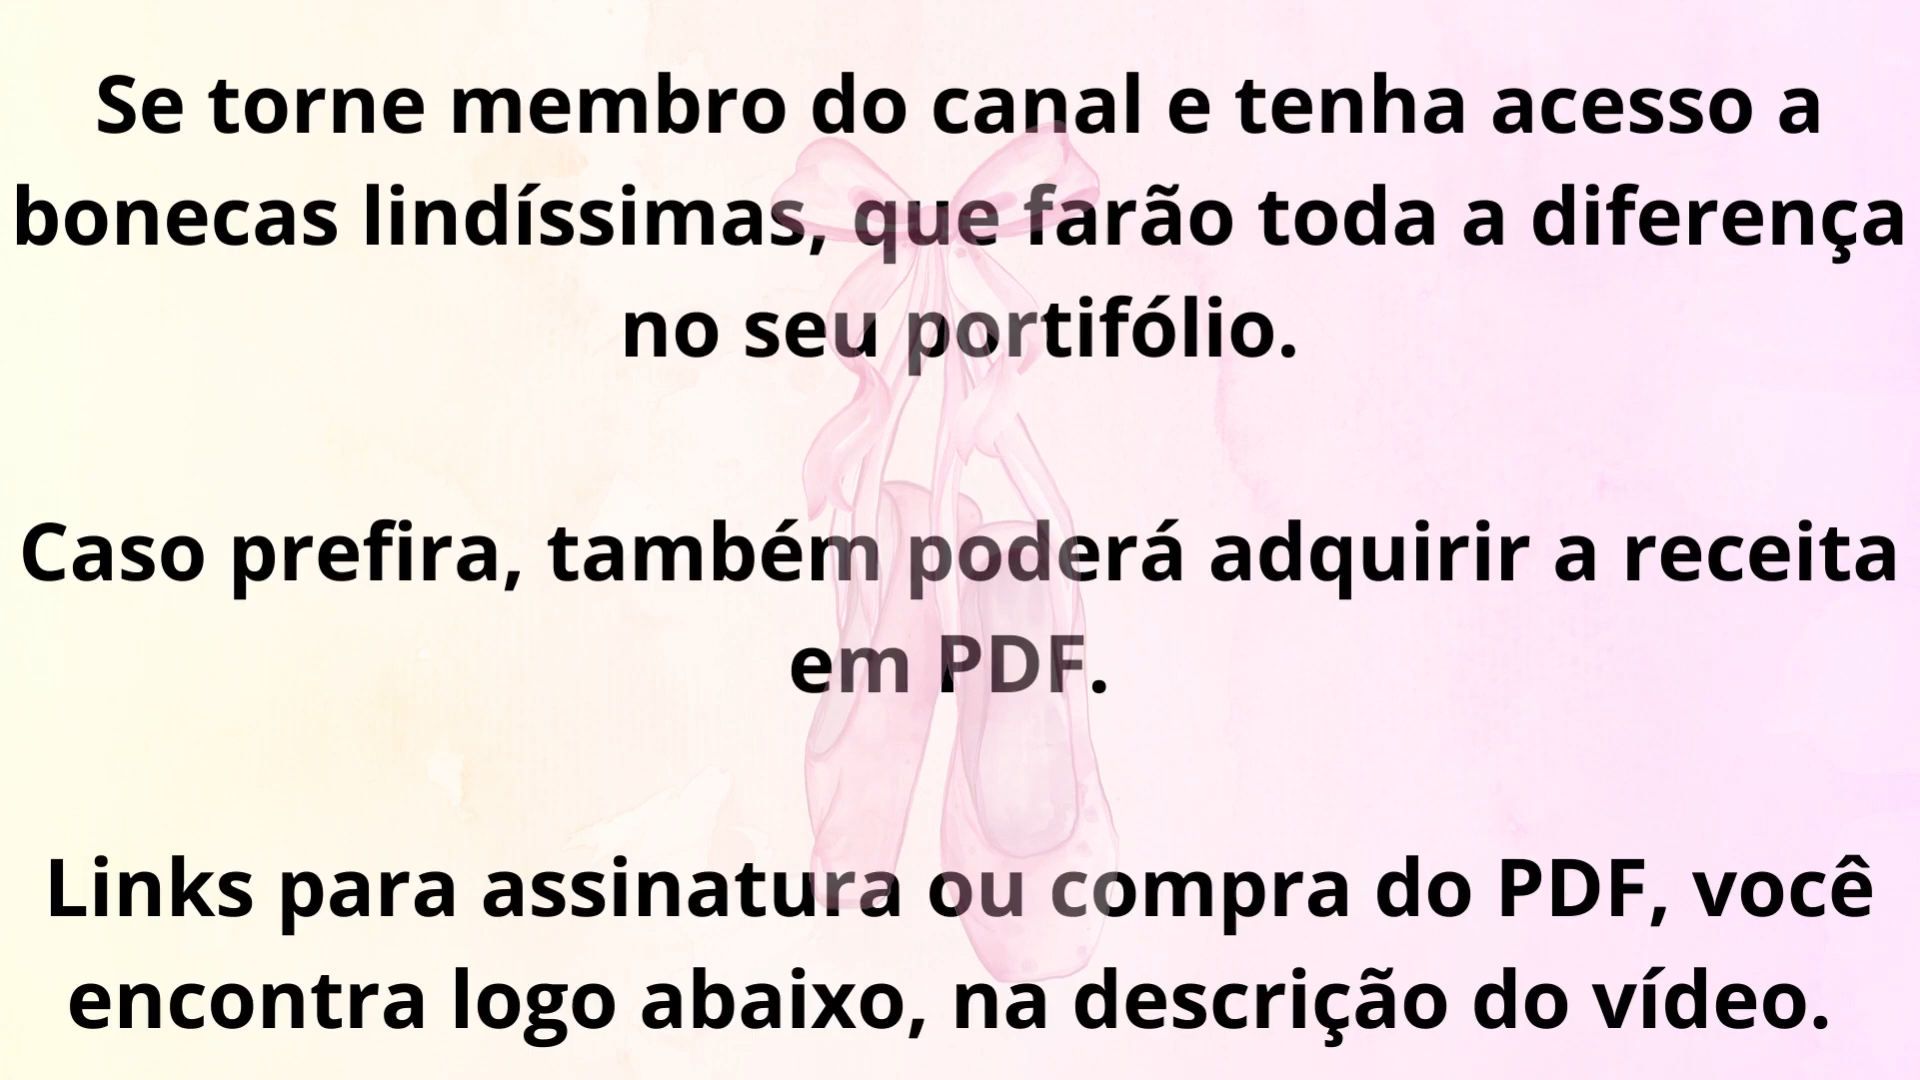 Se torne membro do canal e tenha acesso a
bonecas lindíssimas, que farão toda a diferença
no seu portifólio.
Caso prefira, também poderá adquirir a receita
em PDF.
Links para assinatura ou compra do PDF, você
encontra logo abaixo, na descrição do vídeo.